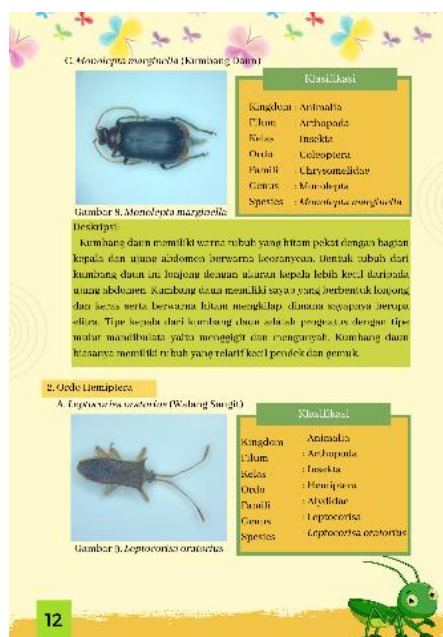 C. Monolepta marginella (Kumbang Daun)
Klasifikasi
Kingdom : Animalia
Filum : Arthopoda
Kelas : Insekta
Ordo : Coleoptera
Famili : Chrysomelidae
Genus : Monolepta
Spesies : Monolepta marginella
Gambar 8. Monolepta marginella
Deskripsi:
Kumbang daun memiliki warna tubuh yang hitam pekat dengan bagian
kepala dan ujung abdomen berwarna keoranyean. Bentuk tubuh dari
kumbang daun ini lonjong dengan ukuran kepala lebih kecil daripada
ujung abdomen. Kumbang daun memiliki sayap yang berbentuk lonjong
dan keras serta berwarna hitam mengkilap, dimana sayapnya berupa
elitra. Tipe kepala dari kumbang daun adalah prognatus dengan tipe
mulut mandibulata yaitu menggigit dan mengunyah. Kumbang daun
biasanya memiliki tubuh yang relatif kecil pendek dan gemuk.
2. Ordo Hemiptera
A. Leptocorisa oratorius (Walang Sangit)
Klasifikasi
Kingdom : Animalia
Filum : Arthopoda
Kelas : Insekta
Ordo : Hemiptera
Famili : Alydidae
Genus : Leptocorisa
Spesies : Leptocorisa oratorius
Gambar 9. Leptocorisa oratorius
12